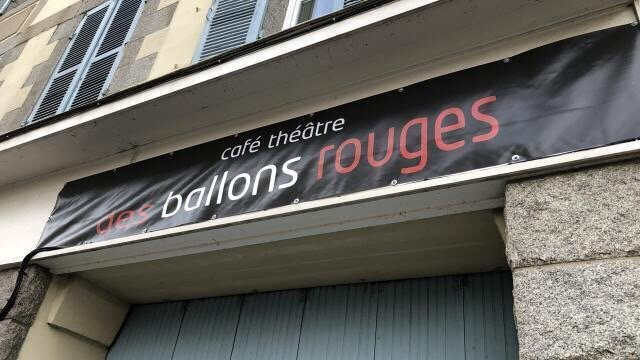 café théâtre
des ballons rouges